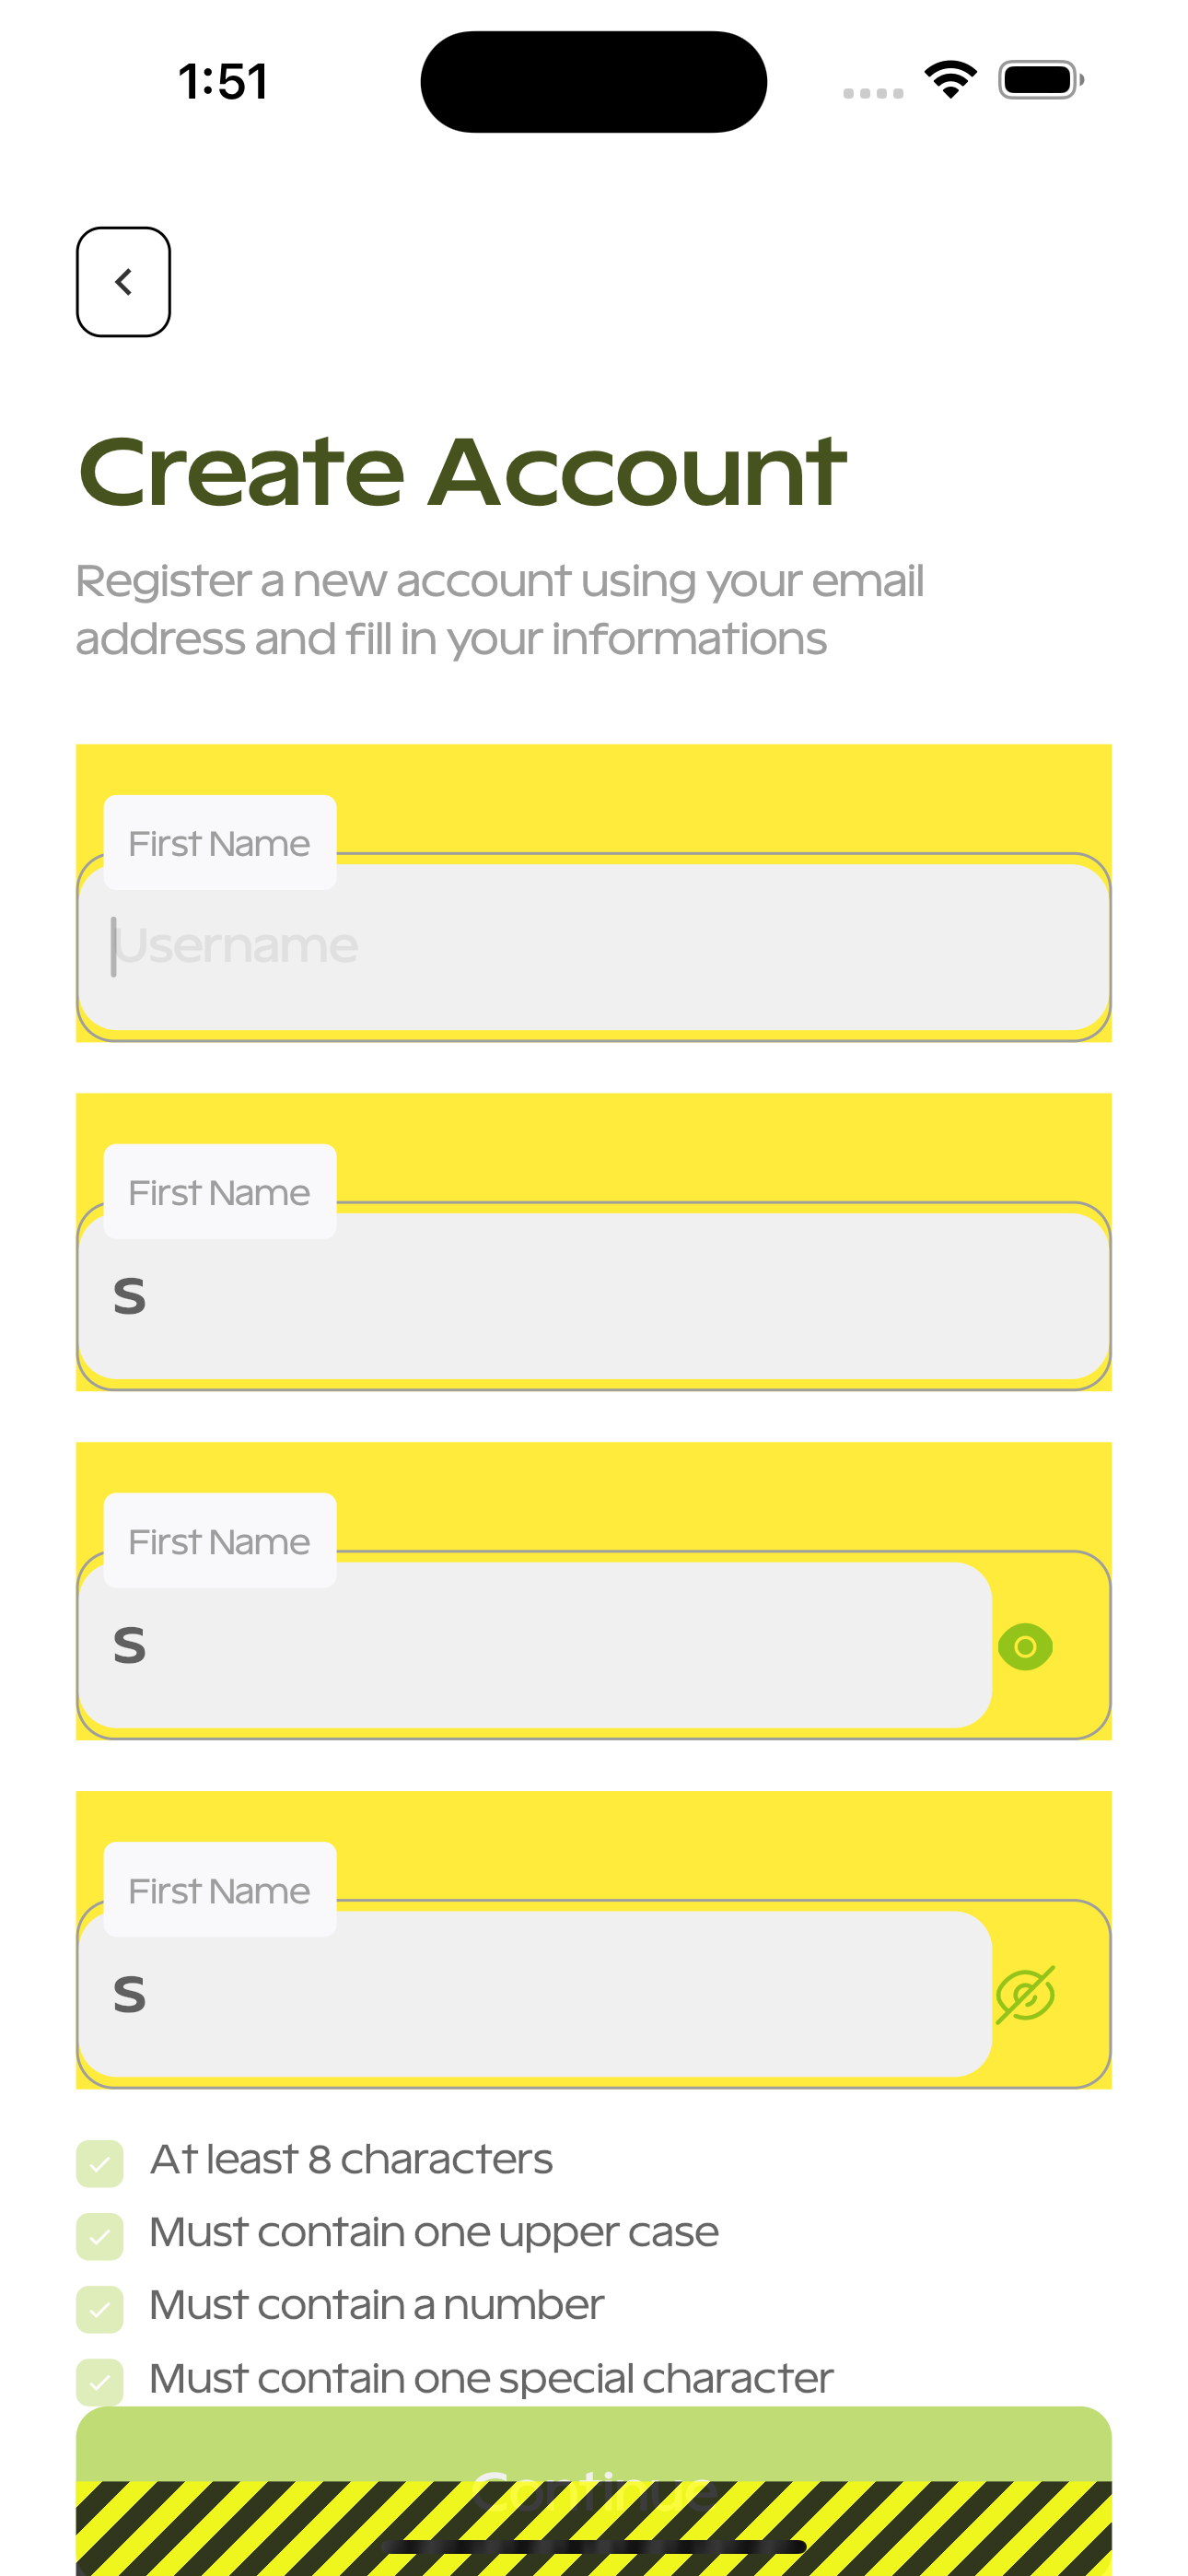 1:51
Create Account
Register a new account using your email
address and fill in your informations
First Name
Username
First Name
S
First Name
S
First Name
S
At least 8 characters
Must contain one upper case
Must contain a number
Must contain one special character
Continue